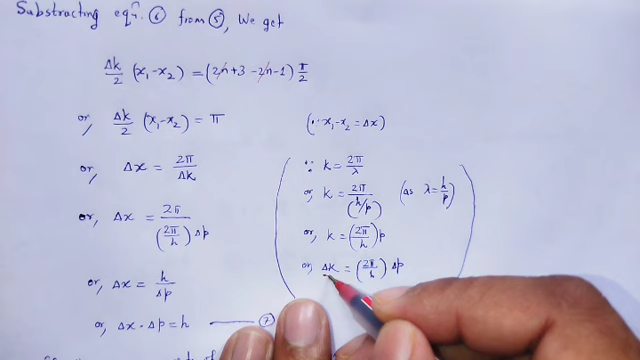 Substracting eqn. ⑥ from ⑤, We get
Δk/2 (x₁-x₂) = (2n+3-2n-1) π/2
or, Δk/2 (x₁-x₂) = π (∵ x₁-x₂ = Δx)
or, Δx = 2π/Δk
or, Δx = 2π/((2π/h) Δp)
or, Δx = h/Δp
or, Δx · Δp = h —— ⑦
∵ k = 2π/λ
or, k = 2π/(h/p) (as λ = h/p)
or, k = (2π/h) p
or, Δk = (2π/h) Δp